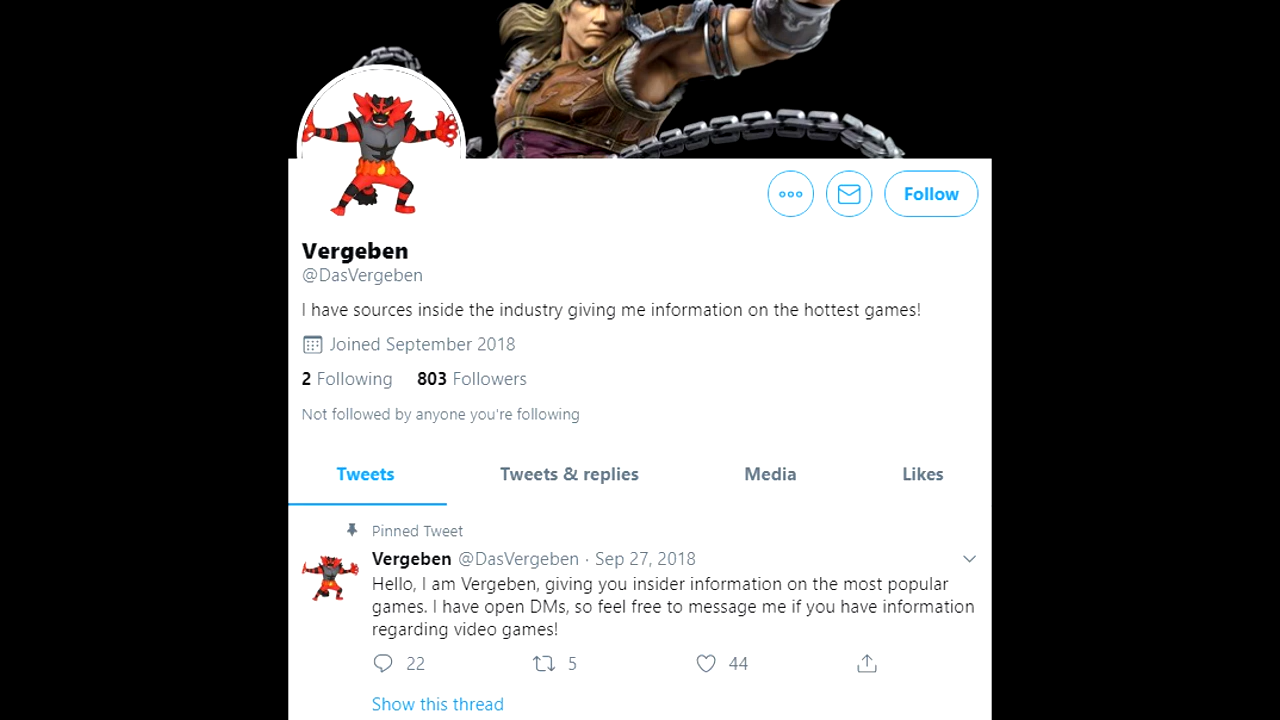 Follow
Vergeben
@DasVergeben
I have sources inside the industry giving me information on the hottest games!
Joined September 2018
2 Following 803 Followers
Not followed by anyone you're following
Tweets Tweets & replies Media Likes
Pinned Tweet
Vergeben @DasVergeben · Sep 27, 2018
Hello, I am Vergeben, giving you insider information on the most popular
games. I have open DMs, so feel free to message me if you have information
regarding video games!
22 5 44
Show this thread